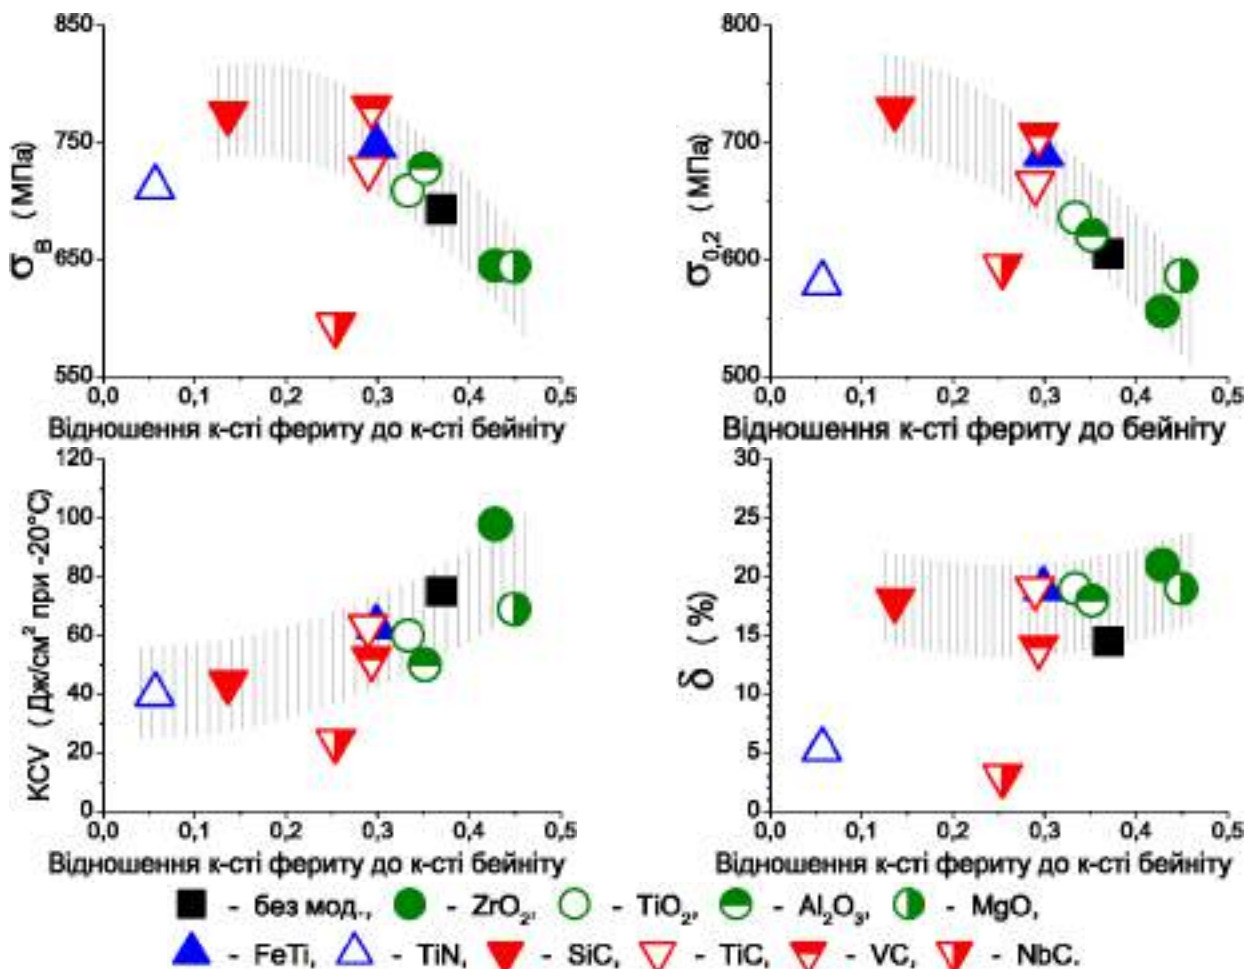 850
750
650
550
σB (МПа)
0,0 0,1 0,2 0,3 0,4 0,5
Відношення к-сті фериту до к-сті бейніту
800
700
600
500
σ0,2 (МПа)
0,0 0,1 0,2 0,3 0,4 0,5
Відношення к-сті фериту до бейніту
120
100
80
60
40
20
0
KCV (Дж/см² при -20°C)
0,0 0,1 0,2 0,3 0,4 0,5
Відношення к-сті фериту до к-сті бейніту
30
25
20
15
10
5
0
δ (%)
0,0 0,1 0,2 0,3 0,4 0,5
Відношення к-сті фериту до к-сті бейніту
- без мод., - ZrO₂, - TiO₂, - Al₂O₃, - MgO,
- FeTi, - TiN, - SiC, - TiC, - VC, - NbC.